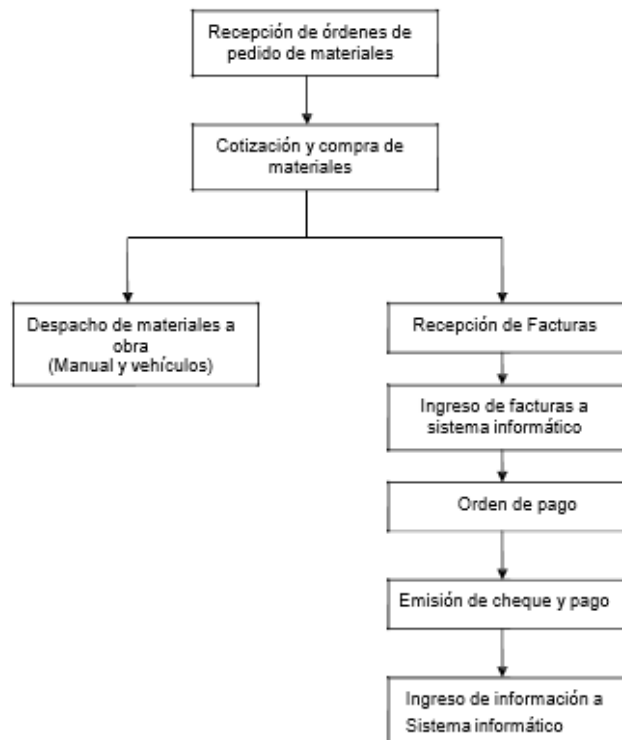 Recepción de órdenes de
pedido de materiales
Cotización y compra de
materiales
Despacho de materiales a
obra
(Manual y vehículos)
Recepción de Facturas
Ingreso de facturas a
sistema informático
Orden de pago
Emisión de cheque y pago
Ingreso de información a
Sistema informático